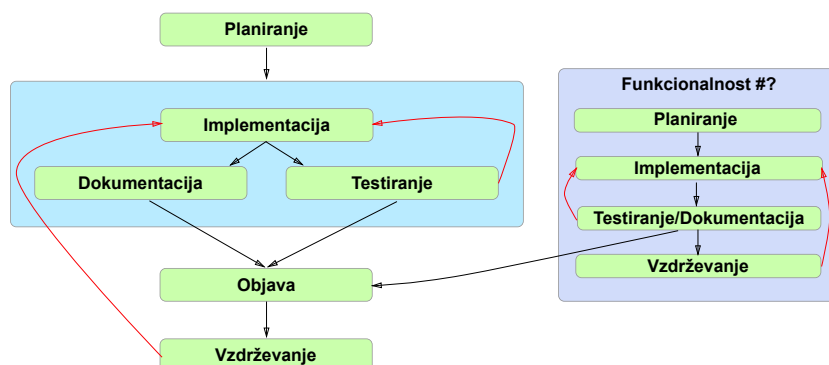 Planiranje
Implementacija
Dokumentacija
Testiranje
Objava
Vzdrževanje
Funkcionalnost #?
Planiranje
Implementacija
Testiranje/Dokumentacija
Vzdrževanje